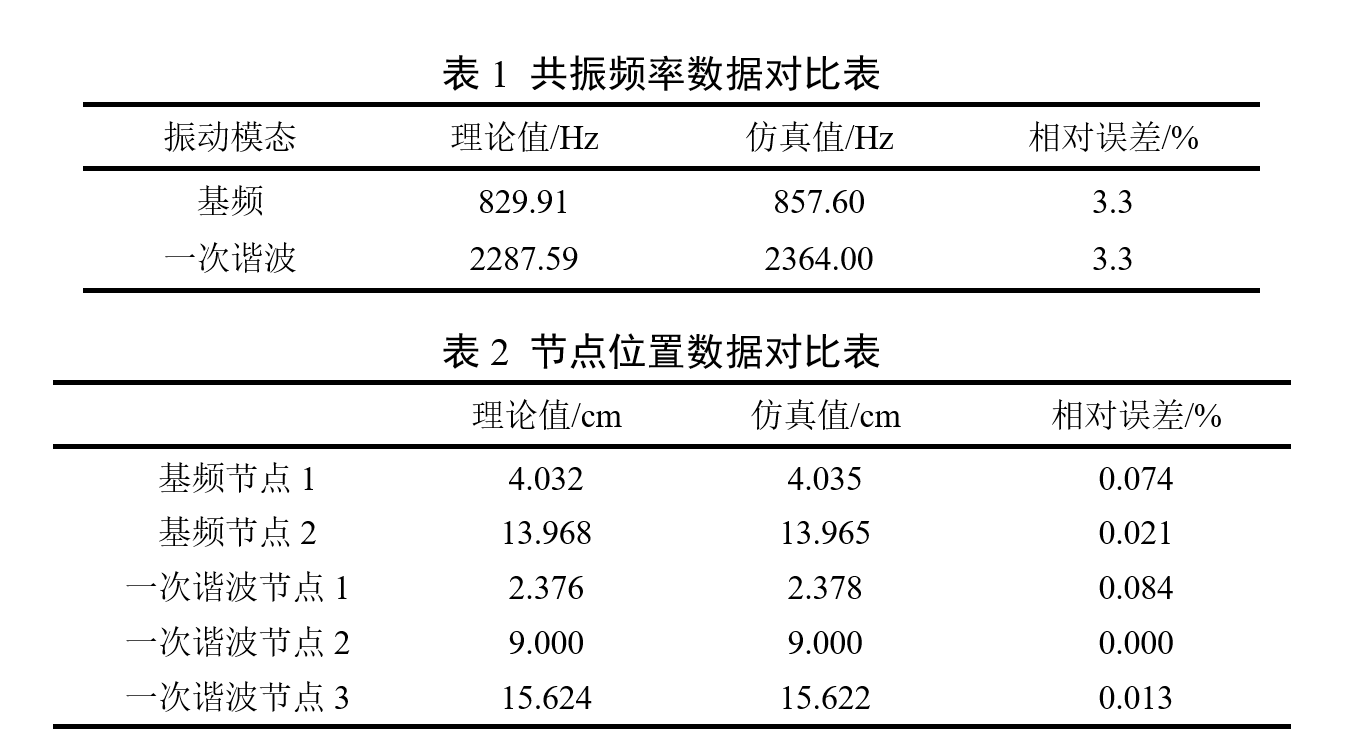 表 1 共振频率数据对比表
振动模态 理论值/Hz 仿真值/Hz 相对误差/%
基频 829.91 857.60 3.3
一次谐波 2287.59 2364.00 3.3
表 2 节点位置数据对比表
理论值/cm 仿真值/cm 相对误差/%
基频节点 1 4.032 4.035 0.074
基频节点 2 13.968 13.965 0.021
一次谐波节点 1 2.376 2.378 0.084
一次谐波节点 2 9.000 9.000 0.000
一次谐波节点 3 15.624 15.622 0.013